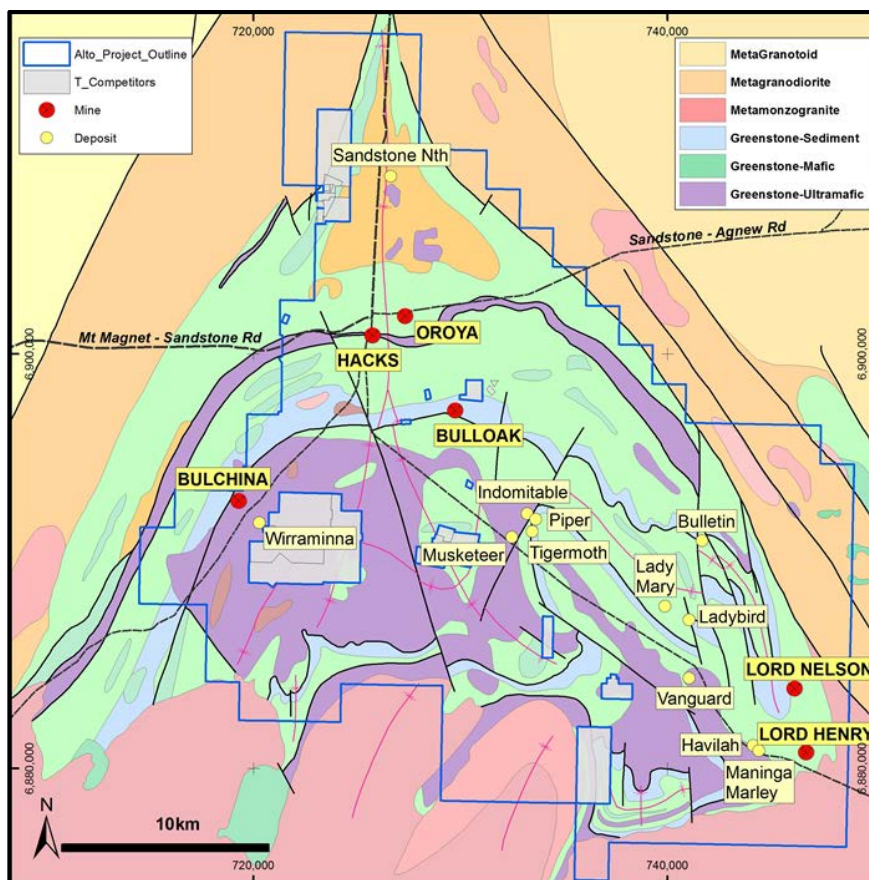 720,000
740,000
Alto_Project_Outline
T_Competitors
Mine
Deposit
MetaGranotoid
Metagranodiorite
Metamonzogranite
Greenstone-Sediment
Greenstone-Mafic
Greenstone-Ultramafic
Sandstone Nth
Sandstone - Agnew Rd
Mt Magnet - Sandstone Rd
OROYA
HACKS
6,900,000
6,900,000
BULLOAK
BULCHINA
Indomitable
Wirraminna
Piper
Bulletin
Musketeer
Tigermoth
Lady
Mary
Ladybird
LORD NELSON
Vanguard
LORD HENRY
Havilah
Maninga
Marley
6,880,000
6,880,000
N
10km
720,000
740,000